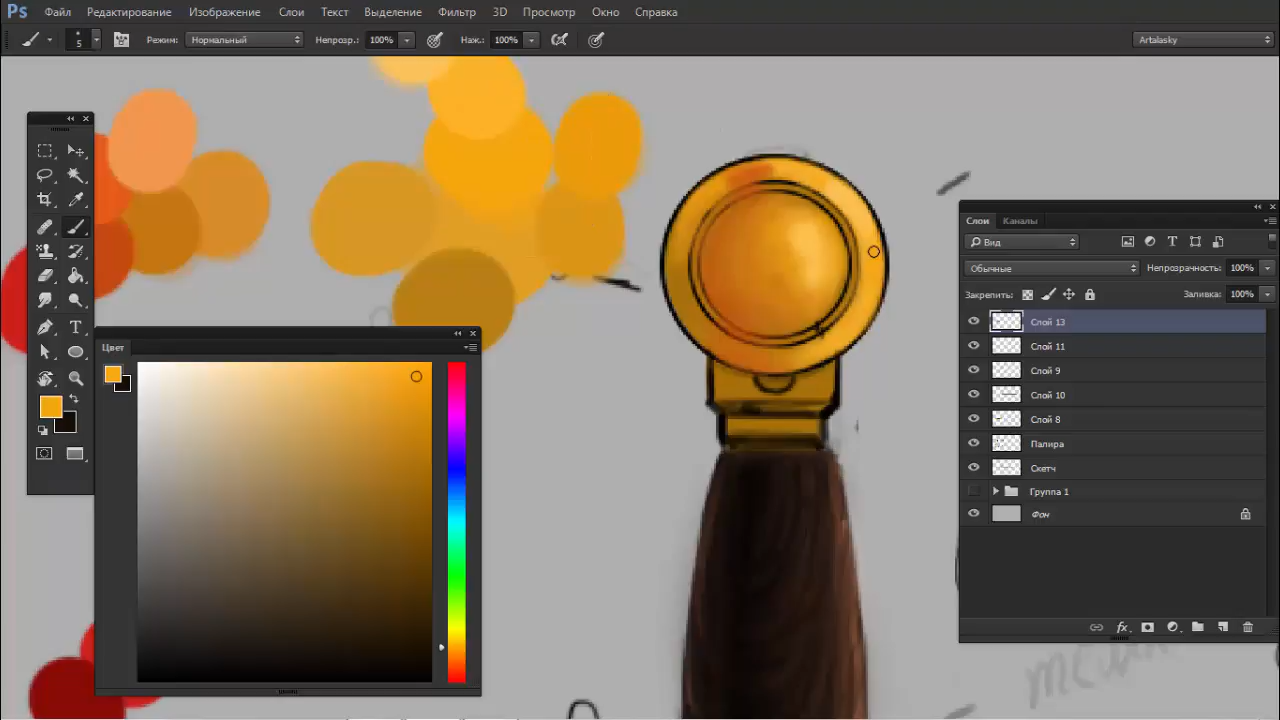 Ps Файл Редактирование Изображение Слои Текст Выделение Фильтр 3D Просмотр Окно Справка
5 Режим: Нормальный Непрозр.: 100% Наж.: 100% Artalasky
Слои Каналы
Вид
Обычные Непрозрачность: 100%
Закрепить: Заливка: 100%
Слой 13
Слой 11
Слой 9
Слой 10
Слой 8
Палира
Скетч
Группа 1
Фон
Цвет